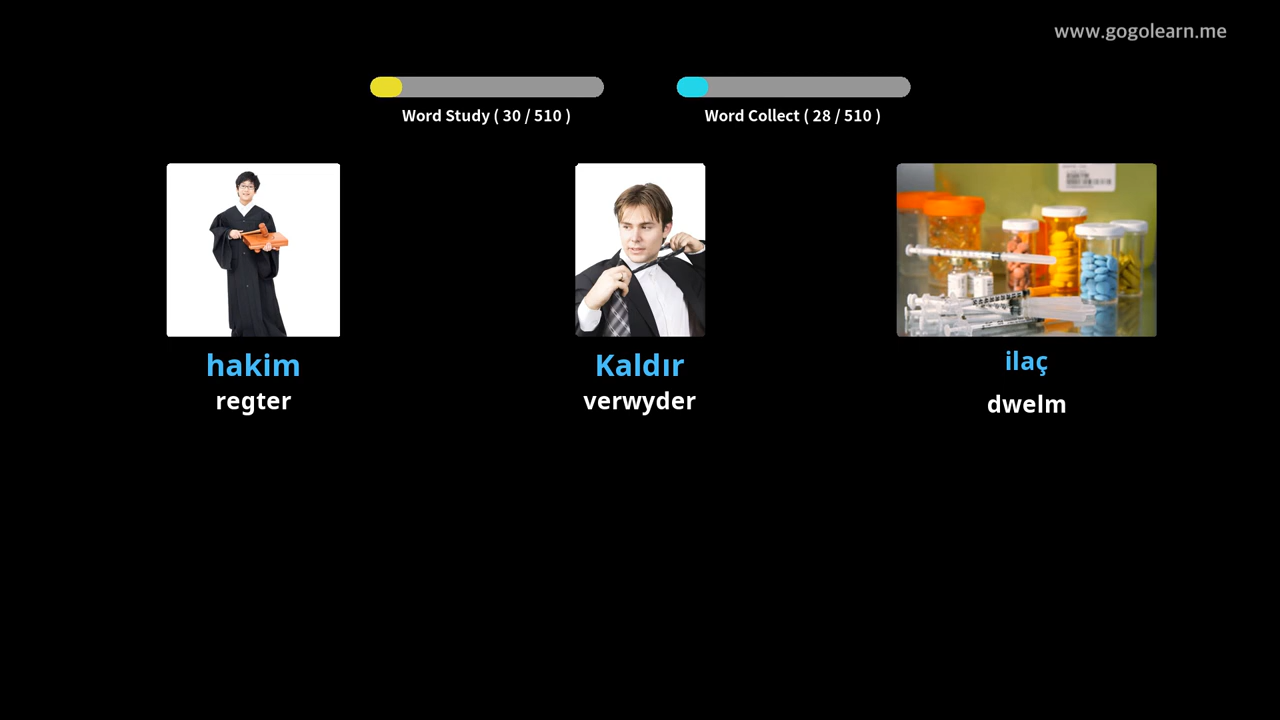 www.gogolearn.me
Word Study ( 30 / 510 )
Word Collect ( 28 / 510 )
hakim
regter
Kaldır
verwyder
ilaç
dwelm